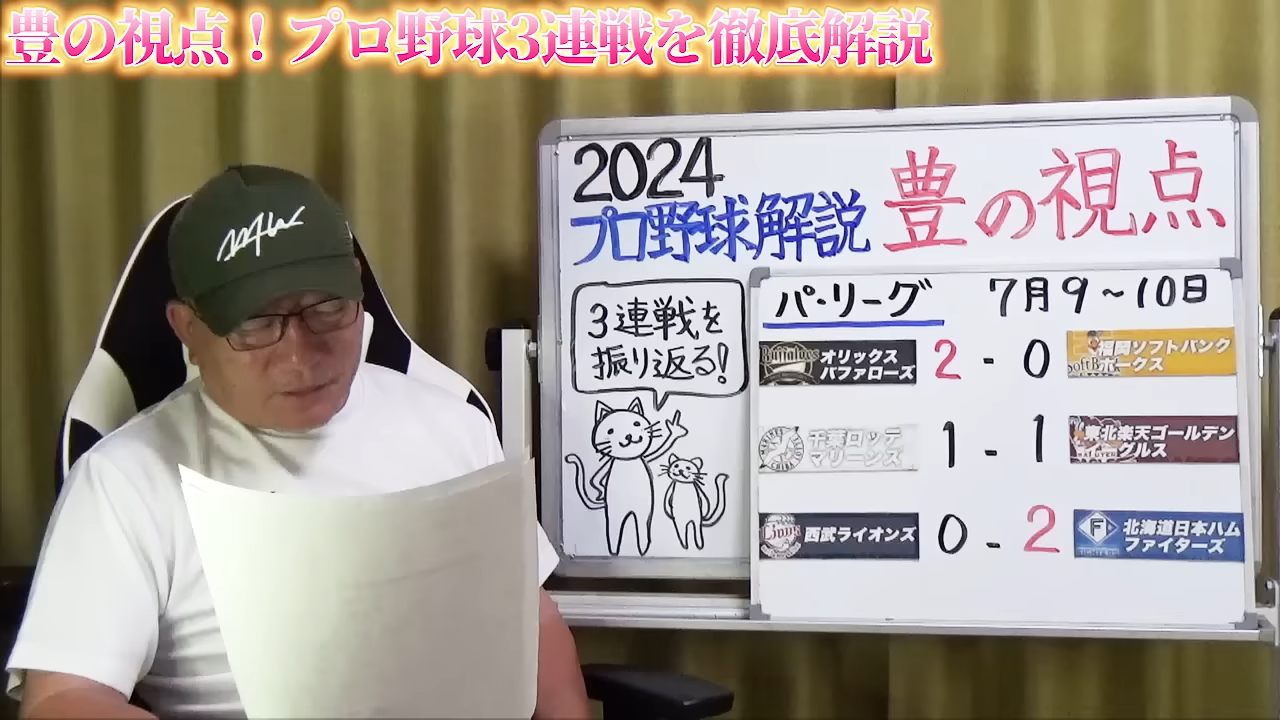 豊の視点！プロ野球3連戦を徹底解説
2024
プロ野球解説 豊の視点
3連戦を
振り返る!
パ・リーグ 7月9~10日
Buffaloes
オリックス
バファローズ
2 - 0
福岡ソフトバンク
ークス
千葉ロッテ
マリーンズ
1 - 1
東北楽天ゴールデン
イーグルス
Lions
西武ライオンズ
0 - 2
F
北海道日本ハム
ファイターズ